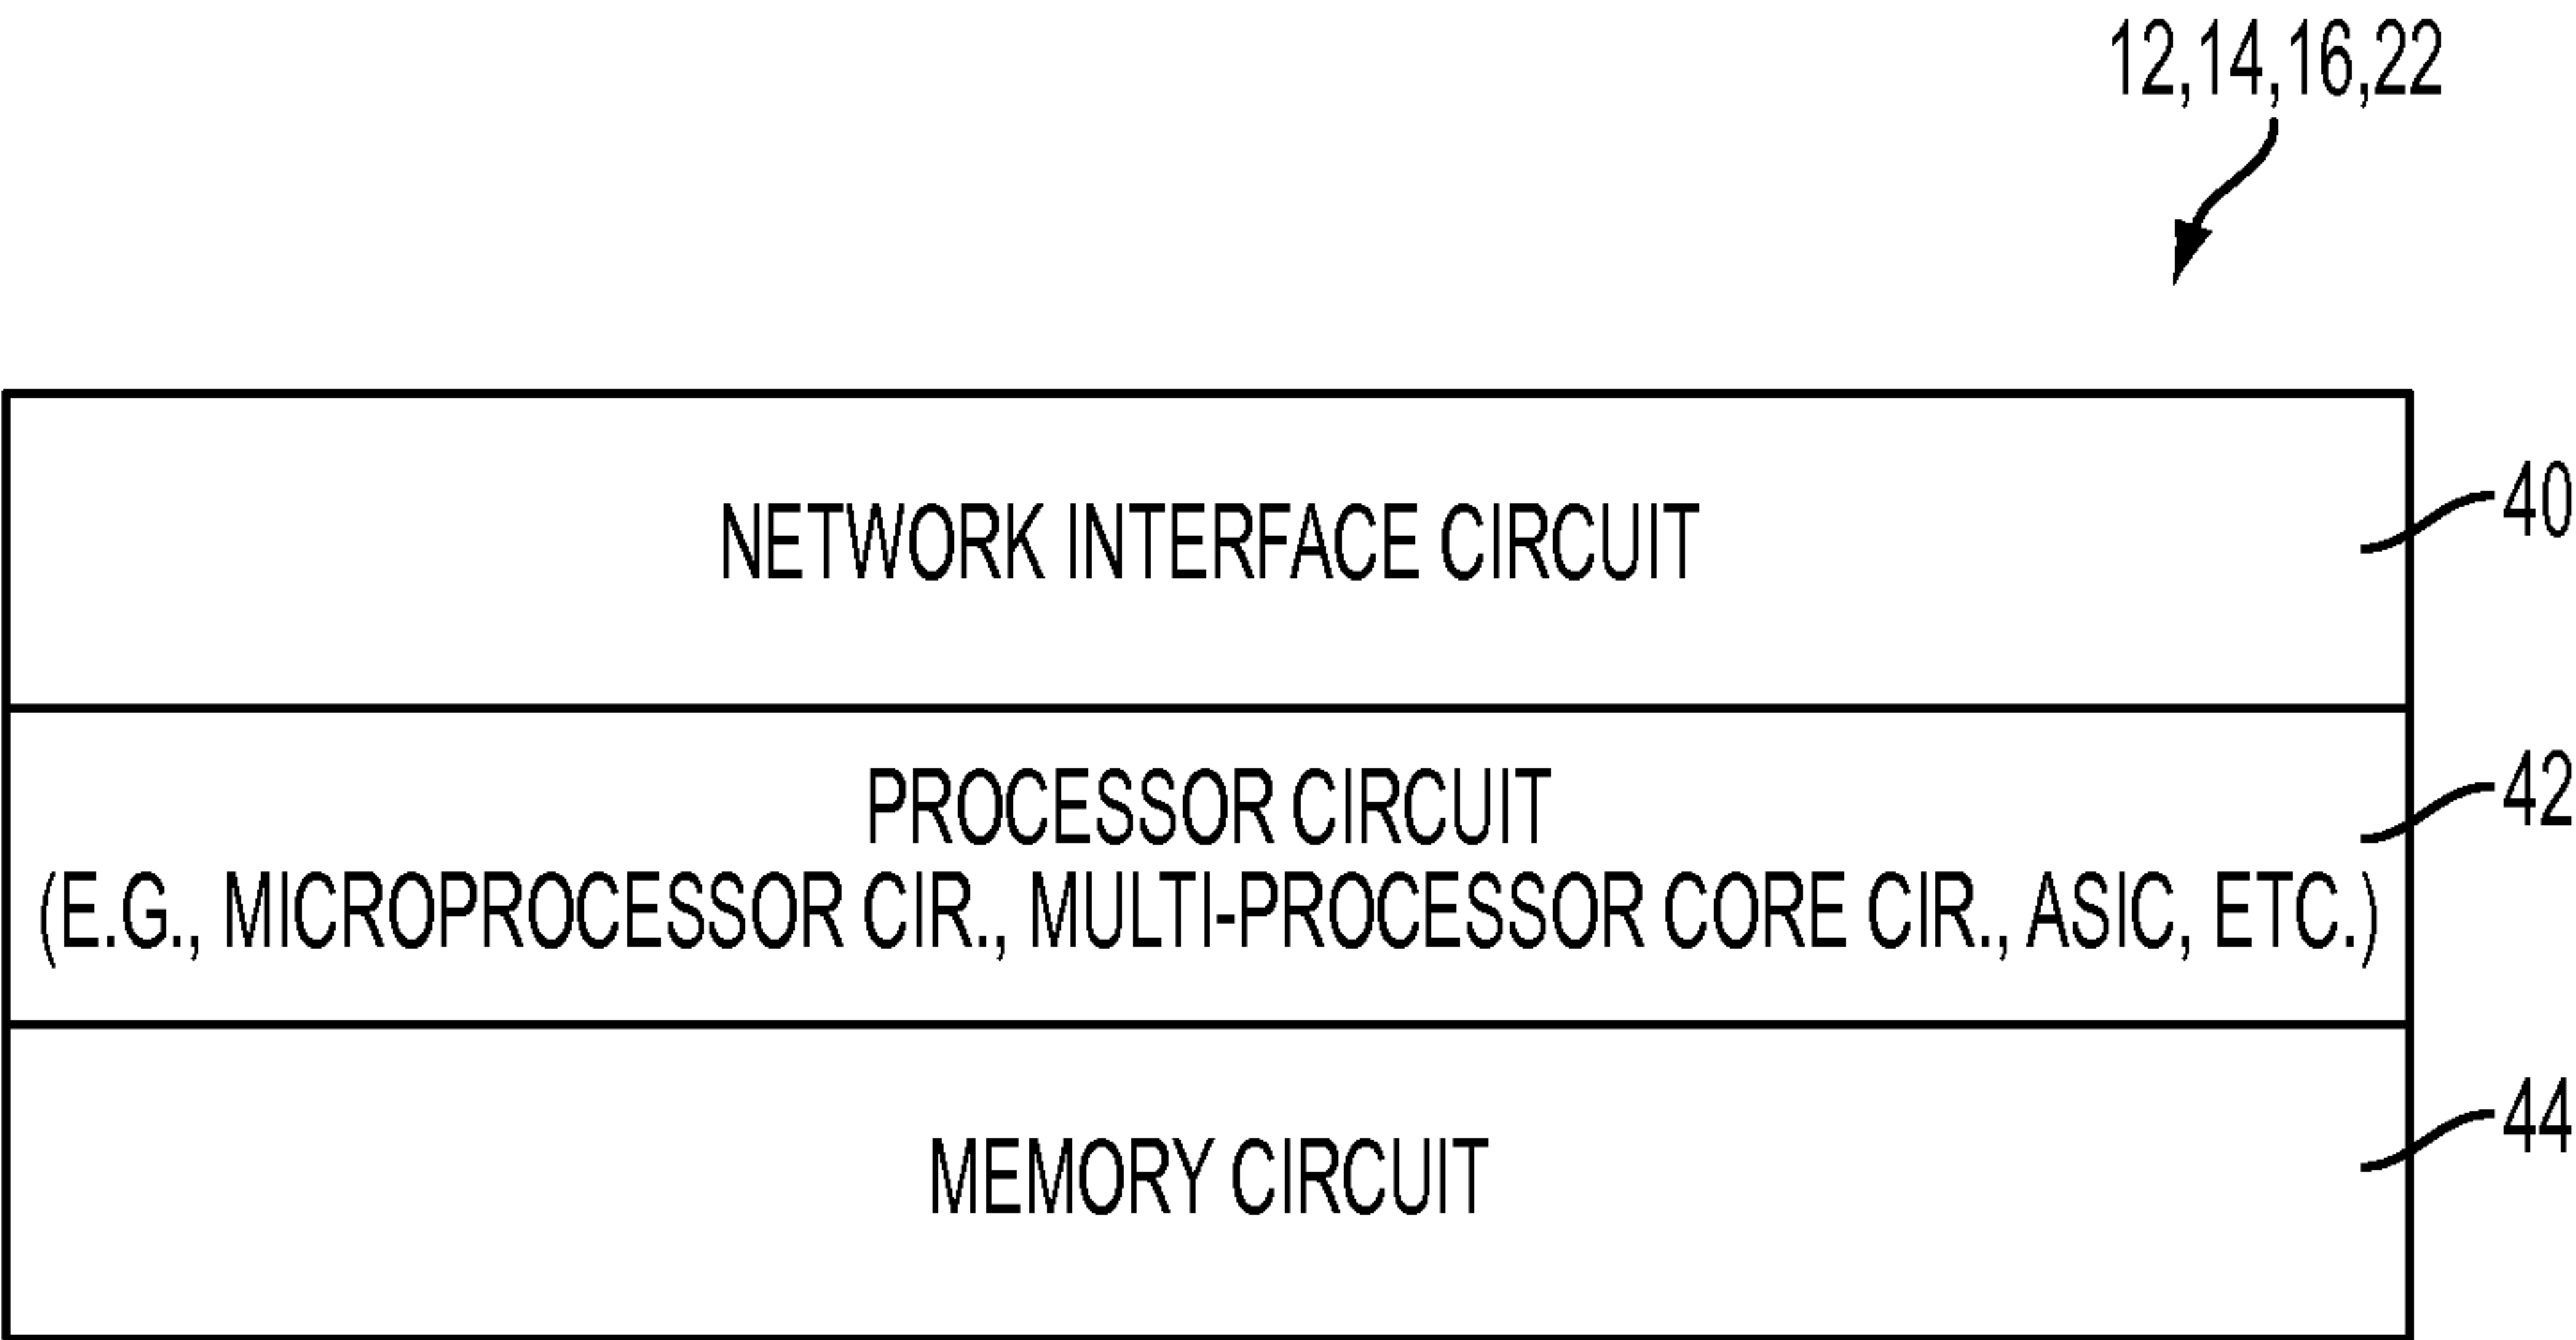 12,14,16,22
NETWORK INTERFACE CIRCUIT
40
PROCESSOR CIRCUIT
(E.G., MICROPROCESSOR CIR., MULTI-PROCESSOR CORE CIR., ASIC, ETC.)
42
MEMORY CIRCUIT
44